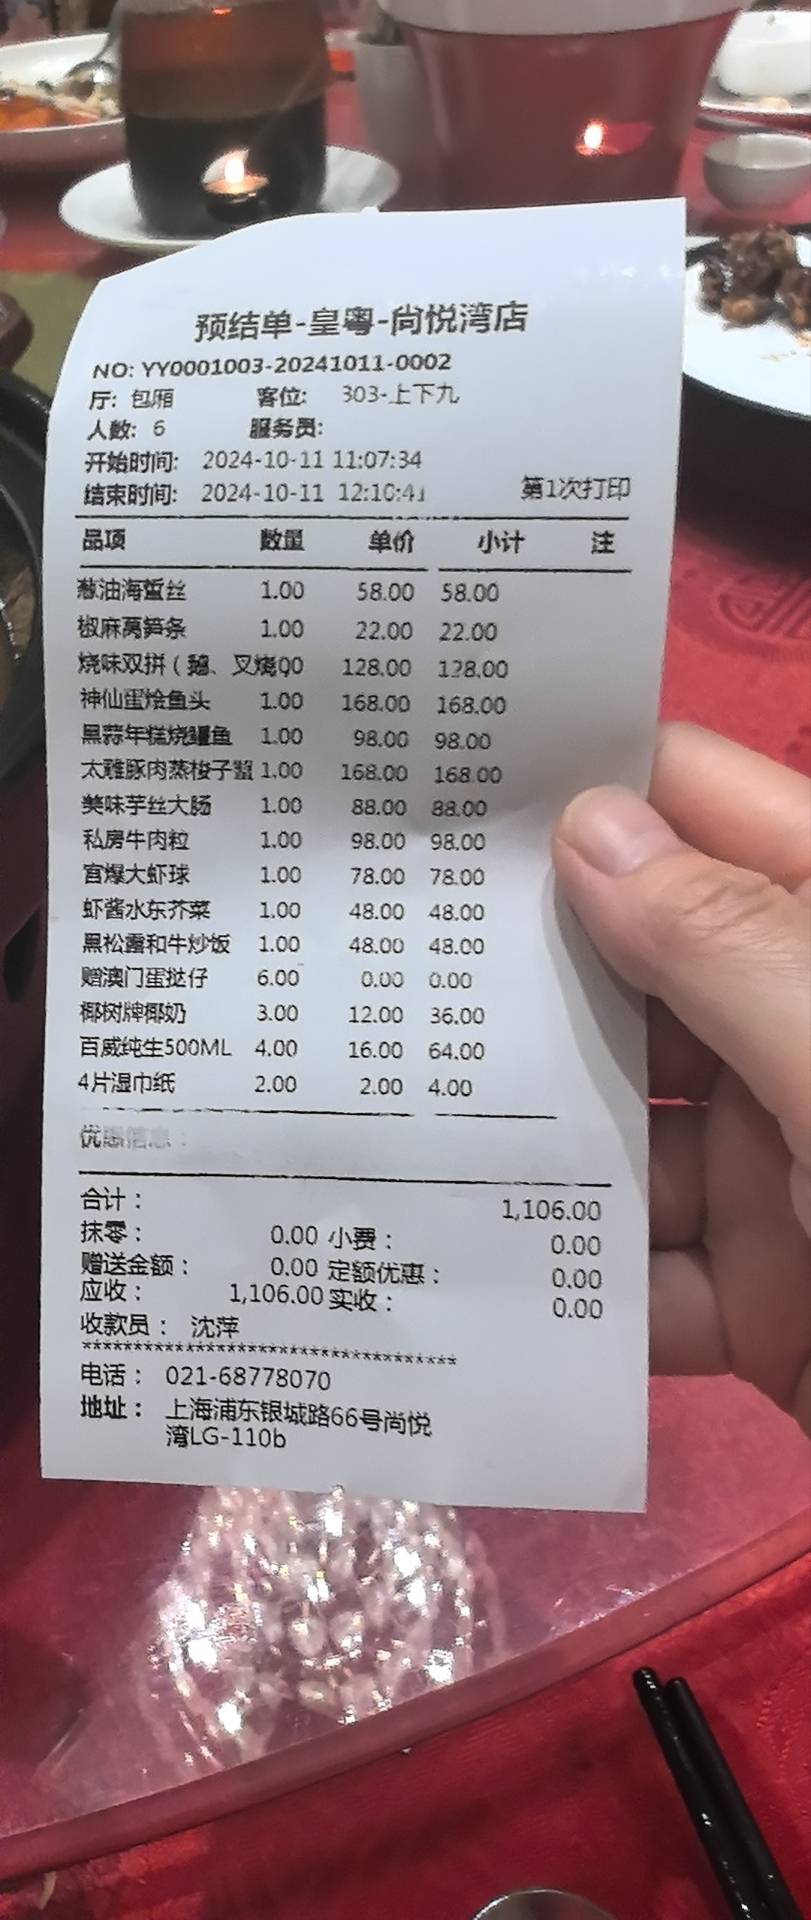 预结单-皇粤-尚悦湾店
NO: YY0001003-20241011-0002
厅: 包厢 客位: 303-上下九
人数: 6 服务员:
开始时间: 2024-10-11 11:07:34
结束时间: 2024-10-11 12:10:41 第1次打印
品项 数量 单价 小计 注
葱油海蜇丝 1.00 58.00 58.00
椒麻莴笋条 1.00 22.00 22.00
烧味双拼（鹅、叉烧 00 128.00 128.00
神仙蛋烩鱼头 1.00 168.00 168.00
黑蒜年糕烧鳗鱼 1.00 98.00 98.00
太雅豚肉蒸梭子蟹 1.00 168.00 168.00
美味芋丝大肠 1.00 88.00 88.00
私房牛肉粒 1.00 98.00 98.00
宫爆大虾球 1.00 78.00 78.00
虾酱水东芥菜 1.00 48.00 48.00
黑松露和牛炒饭 1.00 48.00 48.00
赠澳门蛋挞仔 6.00 0.00 0.00
椰树牌椰奶 3.00 12.00 36.00
百威纯生500ML 4.00 16.00 64.00
4片湿巾纸 2.00 2.00 4.00
优惠信息：
合计： 1,106.00
抹零： 0.00 小费： 0.00
赠送金额： 0.00 定额优惠： 0.00
应收： 1,106.00 实收： 0.00
收款员： 沈萍
************************************
电话： 021-68778070
地址： 上海浦东银城路66号尚悦
湾LG-110b